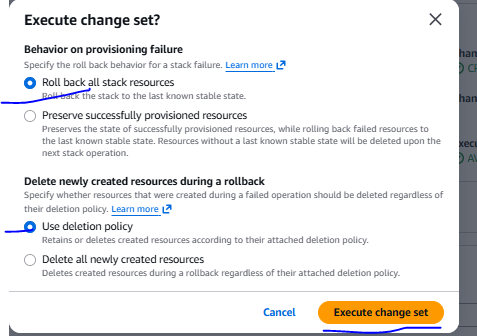 Execute change set?
Behavior on provisioning failure
Specify the roll back behavior for a stack failure. Learn more
Roll back all stack resources
Roll back the stack to the last known stable state.
Preserve successfully provisioned resources
Preserves the state of successfully provisioned resources, while rolling back failed resources to
the last known stable state. Resources without a last known stable state will be deleted upon the
next stack operation.
Delete newly created resources during a rollback
Specify whether resources that were created during a failed operation should be deleted regardless of
their deletion policy. Learn more
Use deletion policy
Retains or deletes created resources according to their attached deletion policy.
Delete all newly created resources
Deletes created resources during a rollback regardless of their attached deletion policy.
Cancel
Execute change set